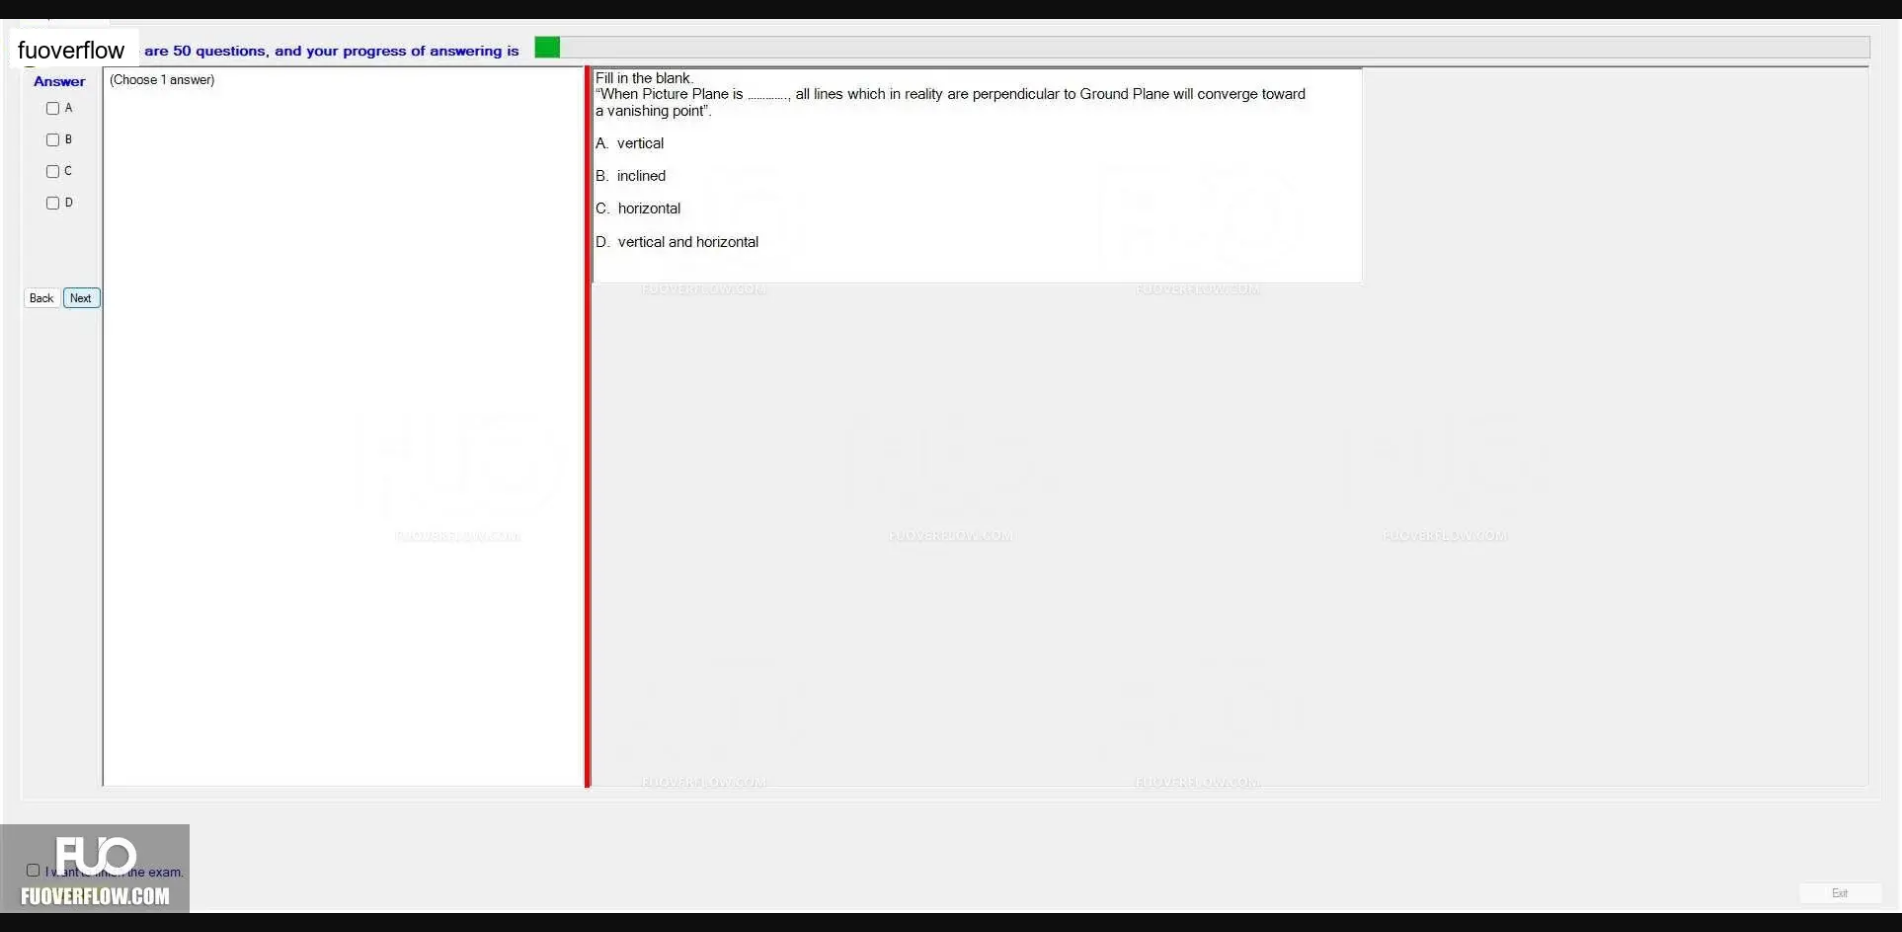 fuoverflow
are 50 questions, and your progress of answering is
Answer
(Choose 1 answer)
A
B
C
D
Back
Next
Fill in the blank.
“When Picture Plane is ............, all lines which in reality are perpendicular to Ground Plane will converge toward
a vanishing point”.
A. vertical
B. inclined
C. horizontal
D. vertical and horizontal
FUOVERFLOW.COM
FUOVERFLOW.COM
FUOVERFLOW.COM
FUOVERFLOW.COM
FUOVERFLOW.COM
FUOVERFLOW.COM
FUOVERFLOW.COM
FUO
I want the exam.
FUOVERFLOW.COM
Exit